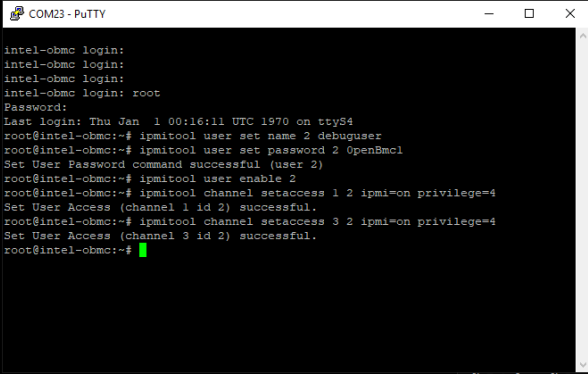 COM23 - PuTTY
intel-obmc login:
intel-obmc login:
intel-obmc login:
intel-obmc login: root
Password:
Last login: Thu Jan  1 00:16:11 UTC 1970 on ttyS4
root@intel-obmc:~# ipmitool user set name 2 debuguser
root@intel-obmc:~# ipmitool user set password 2 0penBmc1
Set User Password command successful (user 2)
root@intel-obmc:~# ipmitool user enable 2
root@intel-obmc:~# ipmitool channel setaccess 1 2 ipmi=on privilege=4
Set User Access (channel 1 id 2) successful.
root@intel-obmc:~# ipmitool channel setaccess 3 2 ipmi=on privilege=4
Set User Access (channel 3 id 2) successful.
root@intel-obmc:~#